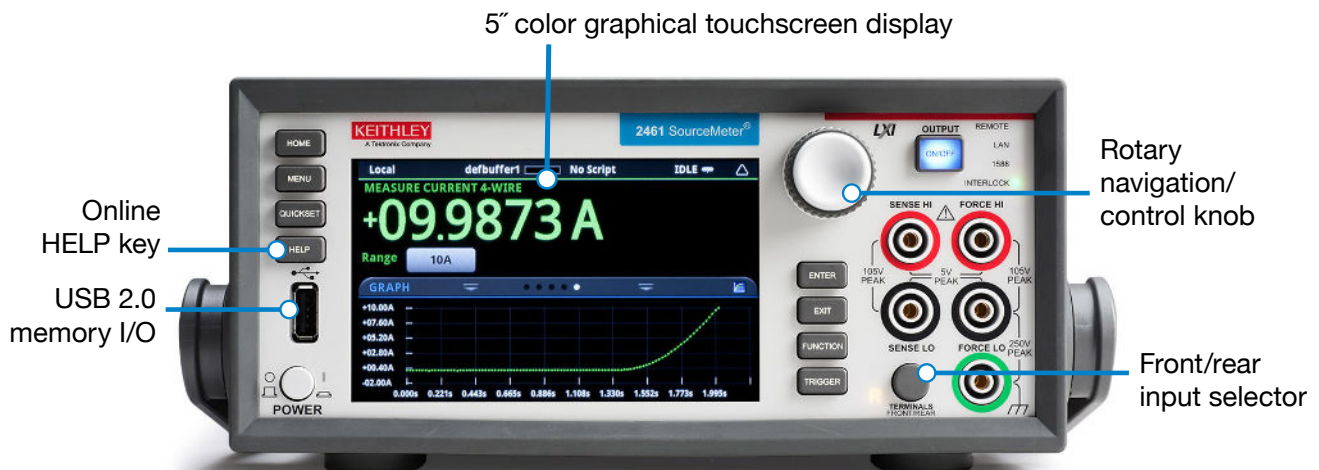 5″ color graphical touchscreen display
KEITHLEY
A Tektronix Company
2461 SourceMeter®
LXI
OUTPUT
ON/OFF
REMOTE
LAN
1588
INTERLOCK
HOME
MENU
QUICKSET
HELP
Online
HELP key
USB 2.0
memory I/O
POWER
Local defbuffer1 No Script IDLE
MEASURE CURRENT 4-WIRE
+09.9873 A
Range 10A
GRAPH
+10.00A
+07.60A
+05.20A
+02.80A
+00.40A
-02.00A
0.000s 0.221s 0.443s 0.665s 0.886s 1.108s 1.330s 1.552s 1.773s 1.995s
ENTER
EXIT
FUNCTION
TRIGGER
SENSE HI FORCE HI
105V
PEAK
5V
PEAK
105V
PEAK
SENSE LO FORCE LO
250V
PEAK
R
TERMINALS
FRONT/REAR
Rotary
navigation/
control knob
Front/rear
input selector